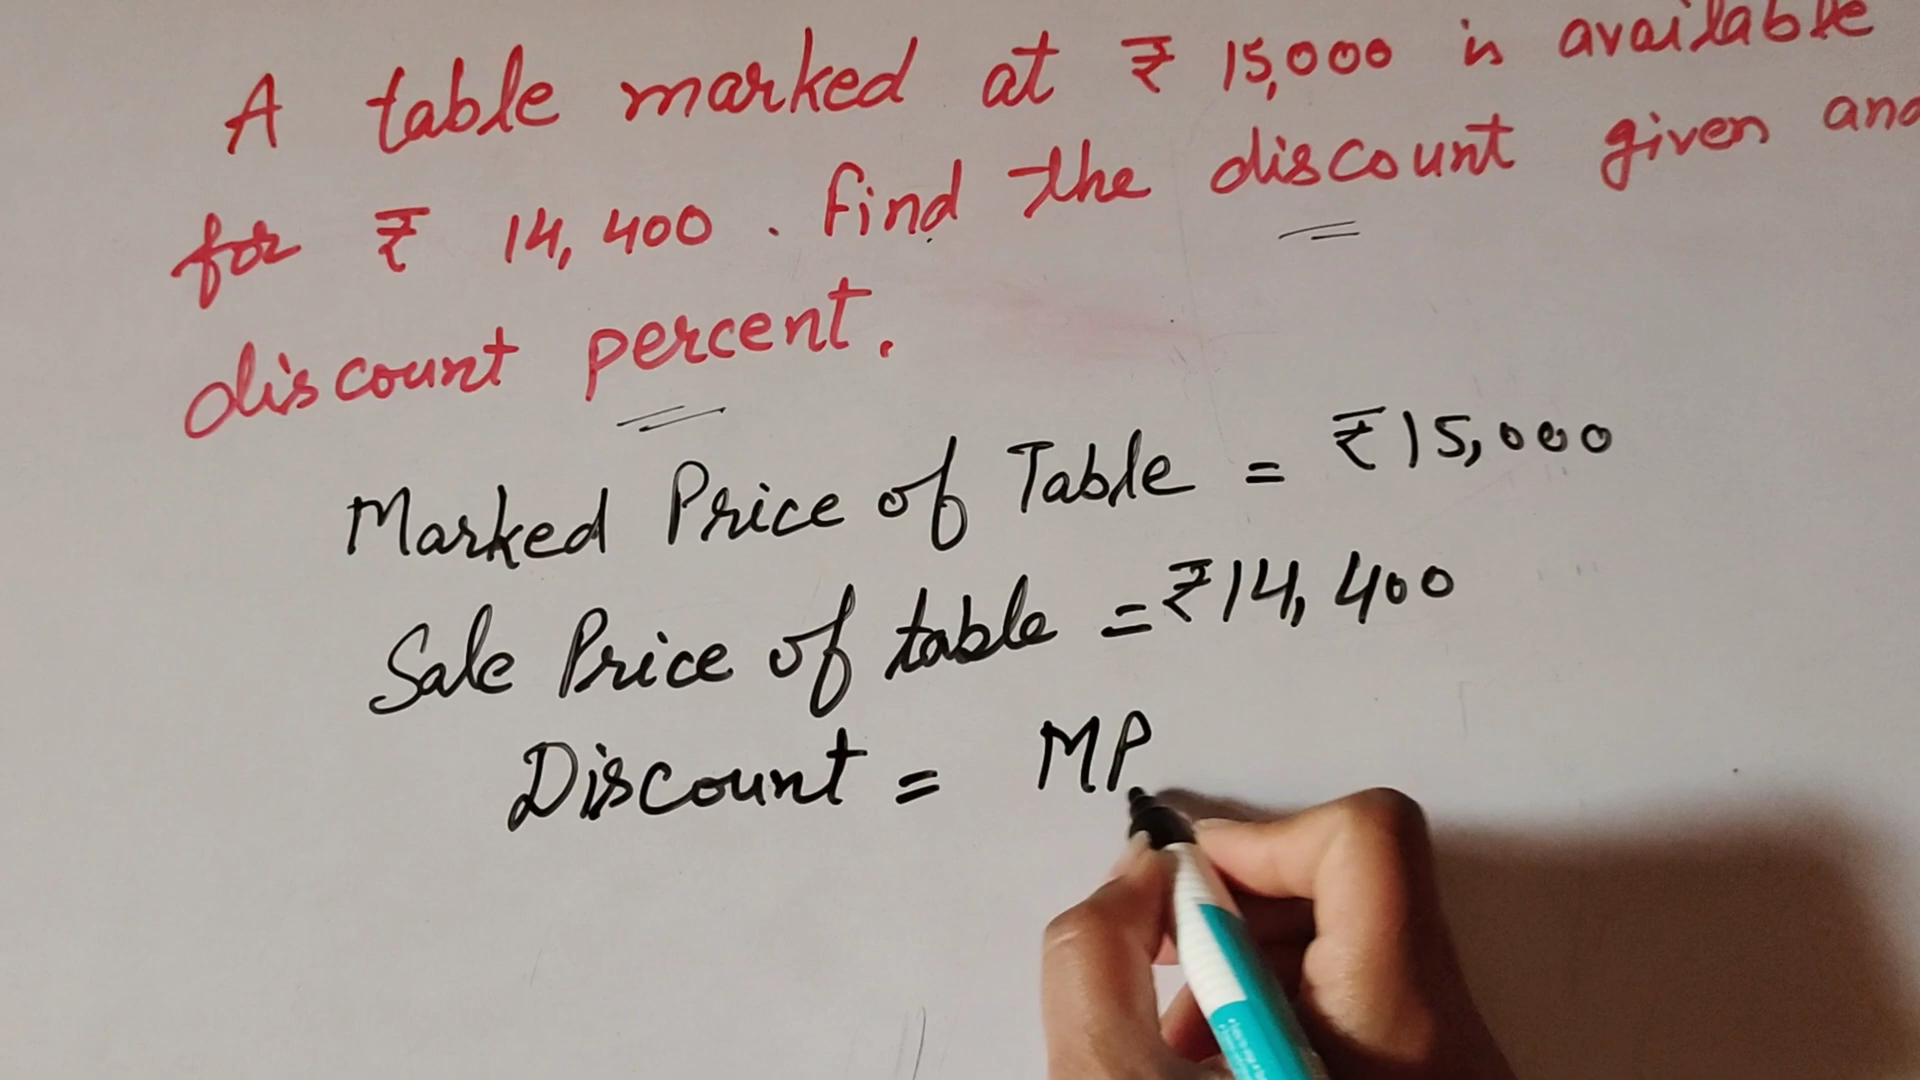 A table marked at ₹ 15,000 is available
for ₹ 14,400. Find the discount given and
discount percent.
Marked Price of Table = ₹15,000
Sale Price of table = ₹14,400
Discount = MP